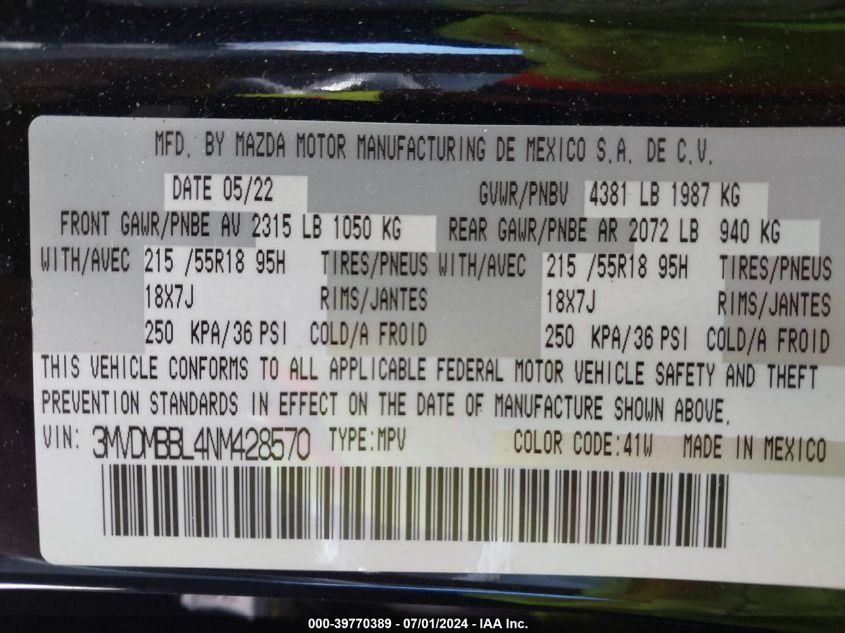 MFD. BY MAZDA MOTOR MANUFACTURING DE MEXICO S.A. DE C.V.
DATE 05/22 GVWR/PNBV 4381 LB 1987 KG
FRONT GAWR/PNBE AV 2315 LB 1050 KG REAR GAWR/PNBE AR 2072 LB 940 KG
WITH/AVEC 215 /55R18 95H TIRES/PNEUS WITH/AVEC 215 /55R18 95H TIRES/PNEUS
18X7J RIMS/JANTES 18X7J RIMS/JANTES
250 KPA/36 PSI COLD/A FROID 250 KPA/36 PSI COLD/A FROID
THIS VEHICLE CONFORMS TO ALL APPLICABLE FEDERAL MOTOR VEHICLE SAFETY AND THEFT
PREVENTION STANDARDS IN EFFECT ON THE DATE OF MANUFACTURE SHOWN ABOVE.
VIN: 3MVDMBBL4NM428570 TYPE:MPV COLOR CODE:41W MADE IN MEXICO
000-39770389 - 07/01/2024 - IAA Inc.